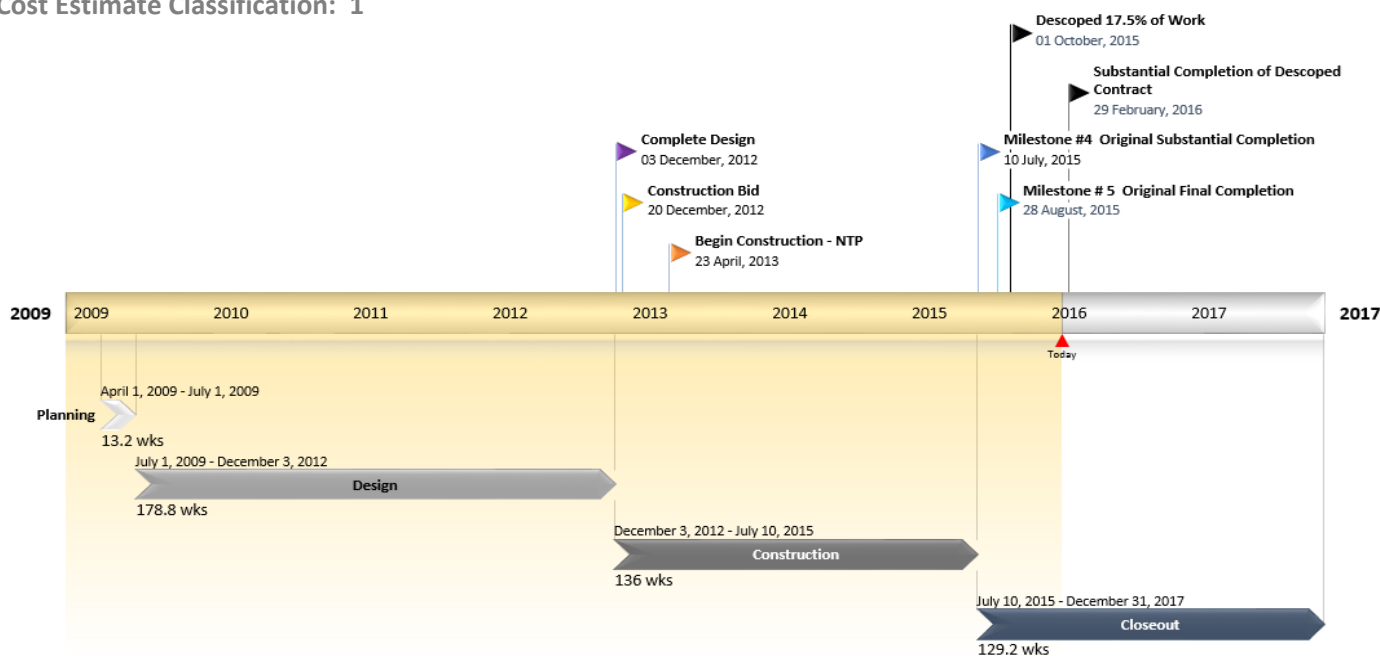 Cost Estimate Classification: 1
Descoped 17.5% of Work
01 October, 2015
Substantial Completion of Descoped
Contract
29 February, 2016
Complete Design
03 December, 2012
Milestone #4 Original Substantial Completion
10 July, 2015
Construction Bid
20 December, 2012
Milestone # 5 Original Final Completion
28 August, 2015
Begin Construction - NTP
23 April, 2013
2009 2009 2010 2011 2012 2013 2014 2015 2016 2017 2017
Today
April 1, 2009 - July 1, 2009
Planning
13.2 wks
July 1, 2009 - December 3, 2012
Design
178.8 wks
December 3, 2012 - July 10, 2015
Construction
136 wks
July 10, 2015 - December 31, 2017
Closeout
129.2 wks